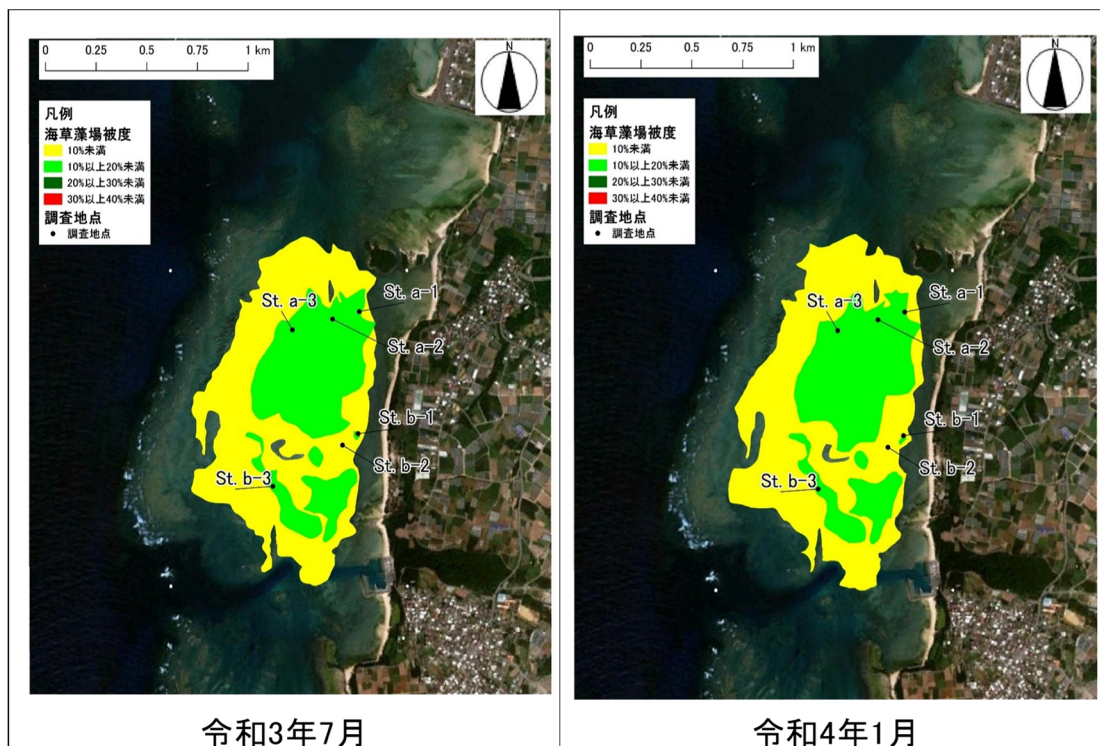 0 0.25 0.5 0.75 1 km
N
凡例
海草藻場被度
10%未満
10%以上20%未満
20%以上30%未満
30%以上40%未満
調査地点
調査地点
St. a-3
St. a-1
St. a-2
St. b-1
St. b-2
St. b-3
令和3年7月
0 0.25 0.5 0.75 1 km
N
凡例
海草藻場被度
10%未満
10%以上20%未満
20%以上30%未満
30%以上40%未満
調査地点
調査地点
St. a-3
St. a-1
St. a-2
St. b-1
St. b-2
St. b-3
令和4年1月